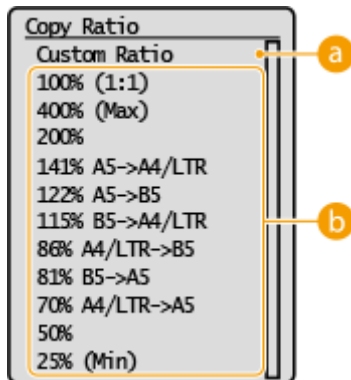 Copy Ratio
Custom Ratio
a
100% (1:1)
400% (Max)
200%
141% A5->A4/LTR
122% A5->B5
115% B5->A4/LTR
b
86% A4/LTR->B5
81% B5->A5
70% A4/LTR->A5
50%
25% (Min)